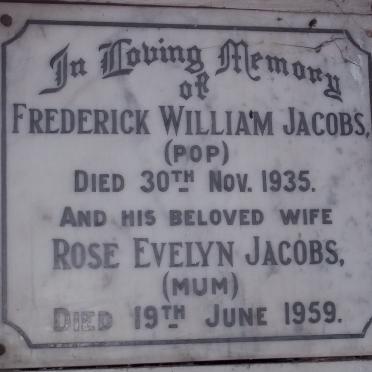 In Loving Memory
of
FREDERICK WILLIAM JACOBS,
(POP)
DIED 30TH NOV. 1935.
AND HIS BELOVED WIFE
ROSE EVELYN JACOBS,
(MUM)
DIED 19TH JUNE 1959.